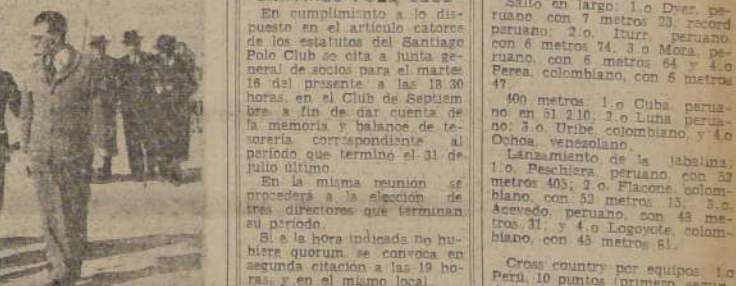 En cumplimiento a lo dis-
puesto en el artículo catorce
de los estatutos del Santiago
Polo Club se cita a junta ge-
neral de socios para el martes
16 del presente a las 18 30
horas, en el Club de Septiem
bre, a fin de dar cuenta de
la memoria y balance de te-
sorería correspondiente al
período que terminó el 31 de
julio último
En la misma reunión se
procederá a la elección de
tres directores que terminan
su período.
Si a la hora indicada no hu-
biere quorum, se convoca en
segunda citación a las 19 ho-
ras, y en el mismo local
Salto en largo: 1.o Dyer, pe-
ruano con 7 metros 23, record
peruano; 2.o, Iturr, peruano,
con 6 metros 74, 3.o Mora, pe-
ruano, con 6 metros 64 y 4.o
Perea, colombiano, con 6 metros
47.
400 metros: 1.o Cuba, perua-
no en 51 2|10; 2.o Luna perua-
no; 3.o, Uribe, colombiano, y 4.o
Ochoa, venezolano.
Lanzamiento de la jabalina:
1.o, Peschiera, peruano, con 52
metros 405; 2.o, Flacone, colom-
biano, con 52 metros 15; 3.o,
Acevedo, peruano, con 48 me-
tros 31; y 4.o Logoyote, colom-
biano, con 45 metros 81.
Cross country por equipos: 1.o
Perú, 10 puntos (primero, segun